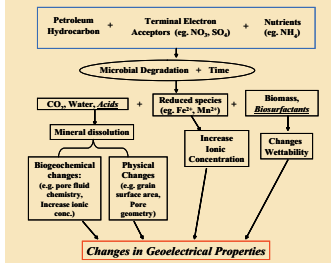 Petroleum Hydrocarbon + Terminal Electron Acceptors (eg. NO3, SO4) + Nutrients (eg. NH4)
Microbial Degradation + Time
CO2, Water, Acids + Reduced species (eg. Fe2+, Mn2+) + Biomass, Biosurfactants
Mineral dissolution
Increase Ionic Concentration
Changes Wettability
Biogeochemical changes: (e.g. pore fluid chemistry, Increase ionic conc.)
Physical Changes (e.g. grain surface area, Pore geometry)
Changes in Geoelectrical Properties